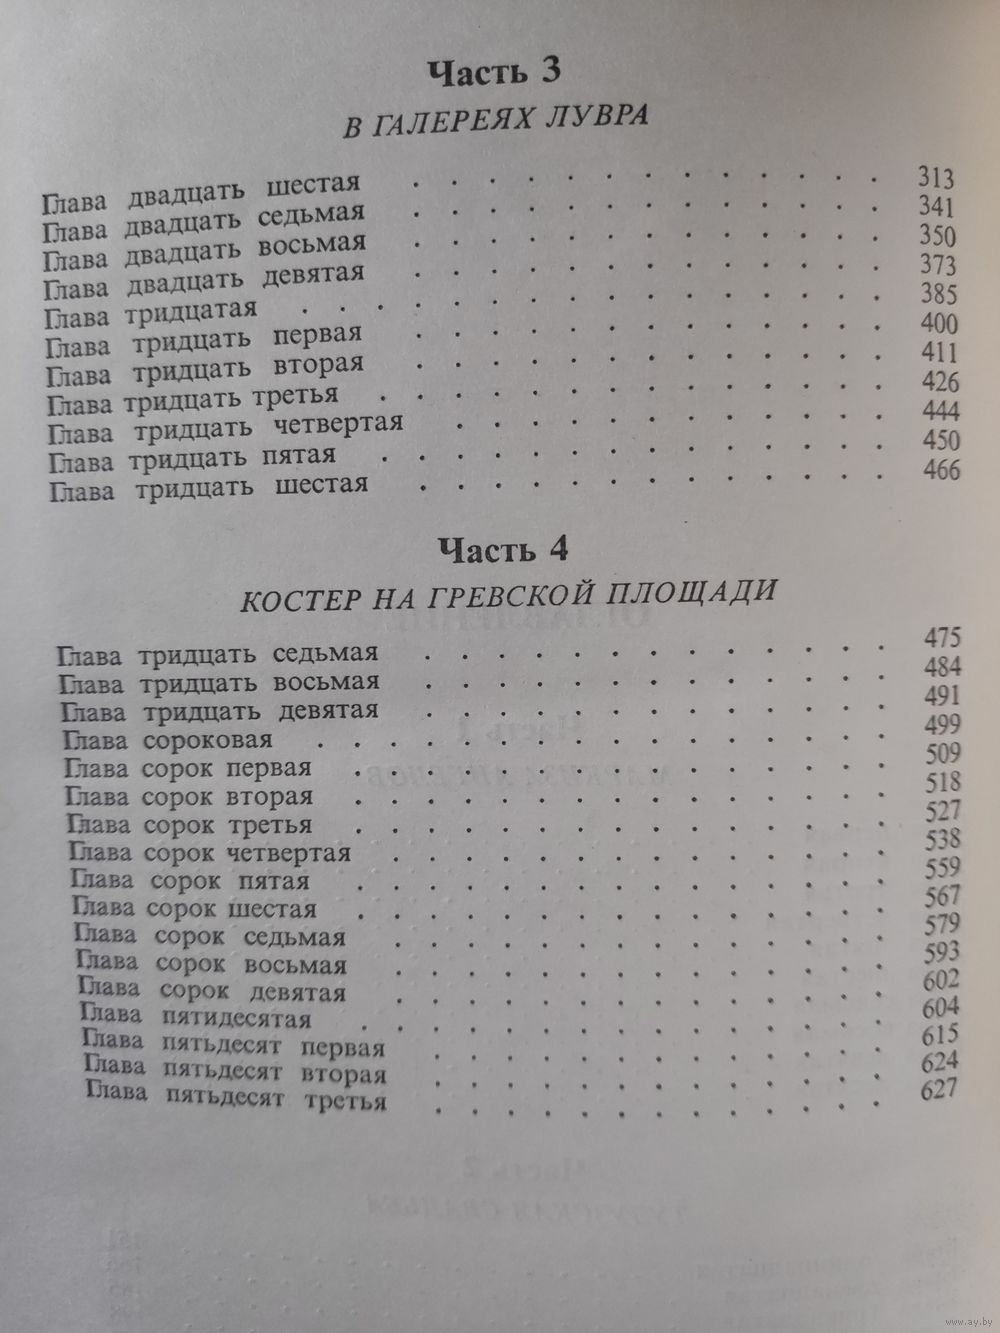 Часть 3
В ГАЛЕРЕЯХ ЛУВРА
Глава двадцать шестая . . . . . . . . . . . . . 313
Глава двадцать седьмая . . . . . . . . . . . . . 341
Глава двадцать восьмая . . . . . . . . . . . . . 350
Глава двадцать девятая . . . . . . . . . . . . . 373
Глава тридцатая . . . . . . . . . . . . . . . . 385
Глава тридцать первая . . . . . . . . . . . . . 400
Глава тридцать вторая . . . . . . . . . . . . . 411
Глава тридцать третья . . . . . . . . . . . . . . 426
Глава тридцать четвертая . . . . . . . . . . . . 444
Глава тридцать пятая . . . . . . . . . . . . . . 450
Глава тридцать шестая . . . . . . . . . . . . . 466
Часть 4
КОСТЕР НА ГРЕВСКОЙ ПЛОЩАДИ
Глава тридцать седьмая . . . . . . . . . . . . . 475
Глава тридцать восьмая . . . . . . . . . . . . . 484
Глава тридцать девятая . . . . . . . . . . . . . 491
Глава сороковая . . . . . . . . . . . . . . . . 499
Глава сорок первая . . . . . . . . . . . . . . . 509
Глава сорок вторая . . . . . . . . . . . . . . . 518
Глава сорок третья . . . . . . . . . . . . . . . 527
Глава сорок четвертая . . . . . . . . . . . . . . 538
Глава сорок пятая . . . . . . . . . . . . . . . 559
Глава сорок шестая . . . . . . . . . . . . . . . 567
Глава сорок седьмая . . . . . . . . . . . . . . 579
Глава сорок восьмая . . . . . . . . . . . . . . 593
Глава сорок девятая . . . . . . . . . . . . . . 602
Глава пятидесятая . . . . . . . . . . . . . . . 604
Глава пятьдесят первая . . . . . . . . . . . . . 615
Глава пятьдесят вторая . . . . . . . . . . . . . 624
Глава пятьдесят третья . . . . . . . . . . . . . 627
www.ay.by